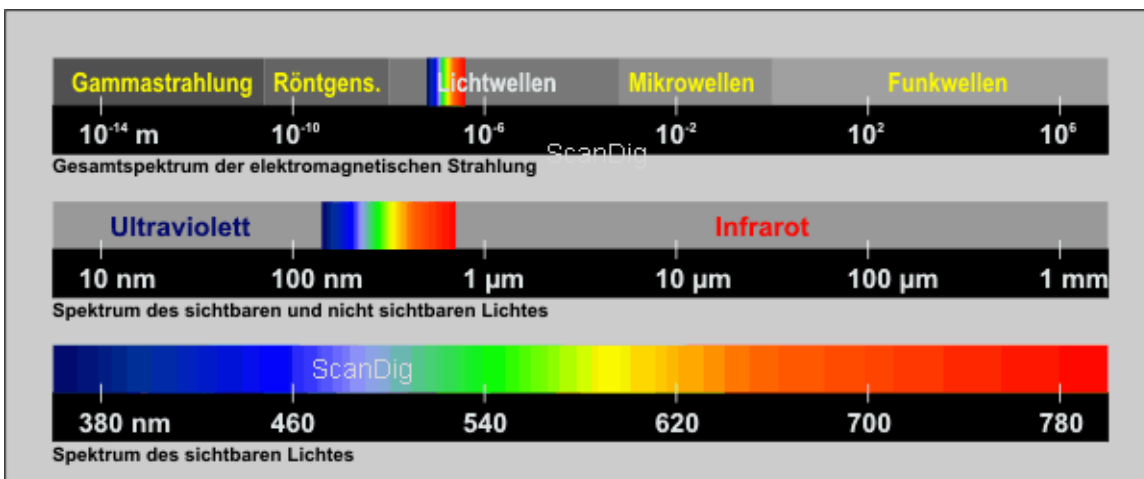 Gammastrahlung Röntgens. Lichtwellen Mikrowellen Funkwellen
10⁻¹⁴ m 10⁻¹⁰ 10⁻⁶ 10⁻² 10² 10⁶
ScanDig
Gesamtspektrum der elektromagnetischen Strahlung
Ultraviolett Infrarot
10 nm 100 nm 1 µm 10 µm 100 µm 1 mm
Spektrum des sichtbaren und nicht sichtbaren Lichtes
ScanDig
380 nm 460 540 620 700 780
Spektrum des sichtbaren Lichtes